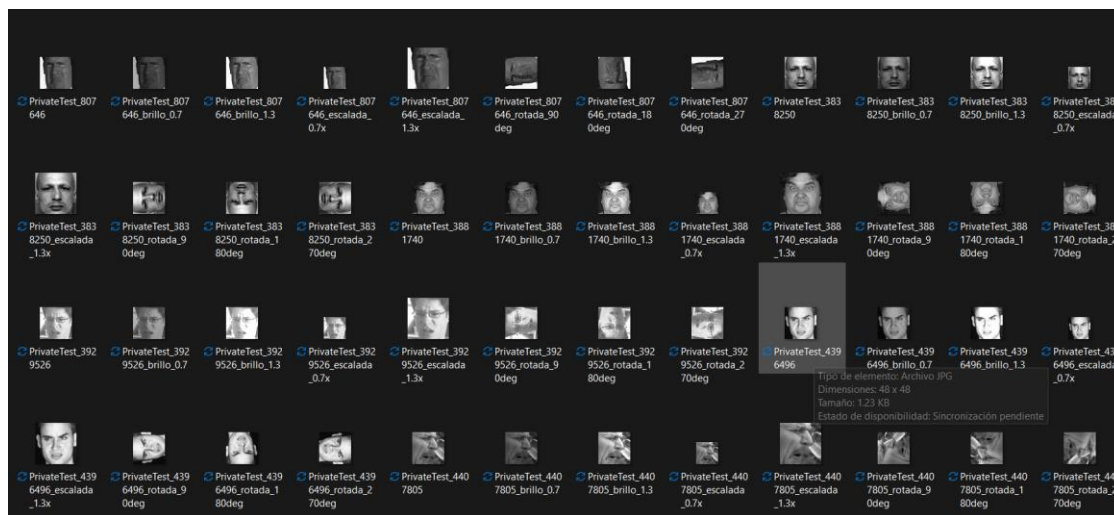 PrivateTest_807
646
PrivateTest_807
646_brillo_0.7
PrivateTest_807
646_brillo_1.3
PrivateTest_807
646_escalada_
0.7x
PrivateTest_807
646_escalada_
1.3x
PrivateTest_807
646_rotada_90
deg
PrivateTest_807
646_rotada_18
0deg
PrivateTest_807
646_rotada_27
0deg
PrivateTest_383
8250
PrivateTest_383
8250_brillo_0.7
PrivateTest_383
8250_brillo_1.3
PrivateTest_38
8250_escalada
_0.7x
PrivateTest_383
8250_escalada
_1.3x
PrivateTest_383
8250_rotada_9
0deg
PrivateTest_383
8250_rotada_1
80deg
PrivateTest_383
8250_rotada_2
70deg
PrivateTest_388
1740
PrivateTest_388
1740_brillo_0.7
PrivateTest_388
1740_brillo_1.3
PrivateTest_388
1740_escalada
_0.7x
PrivateTest_388
1740_escalada
_1.3x
PrivateTest_388
1740_rotada_9
0deg
PrivateTest_388
1740_rotada_1
80deg
PrivateTest_38
1740_rotada_2
70deg
PrivateTest_392
9526
PrivateTest_392
9526_brillo_0.7
PrivateTest_392
9526_brillo_1.3
PrivateTest_392
9526_escalada
_0.7x
PrivateTest_392
9526_escalada
_1.3x
PrivateTest_392
9526_rotada_9
0deg
PrivateTest_392
9526_rotada_1
80deg
PrivateTest_392
9526_rotada_2
70deg
PrivateTest_439
6496
PrivateTest_439
6496_brillo_0.7
PrivateTest_439
6496_brillo_1.3
PrivateTest_43
6496_escalada
_0.7x
Tipo de elemento: Archivo JPG
Dimensiones: 48 x 48
Tamaño: 1.23 KB
Estado de disponibilidad: Sincronización pendiente
PrivateTest_439
6496_escalada
_1.3x
PrivateTest_439
6496_rotada_9
0deg
PrivateTest_439
6496_rotada_1
80deg
PrivateTest_439
6496_rotada_2
70deg
PrivateTest_440
7805
PrivateTest_440
7805_brillo_0.7
PrivateTest_440
7805_brillo_1.3
PrivateTest_440
7805_escalada
_0.7x
PrivateTest_440
7805_escalada
_1.3x
PrivateTest_440
7805_rotada_9
0deg
PrivateTest_440
7805_rotada_1
80deg
PrivateTest_44
7805_rotada_2
70deg